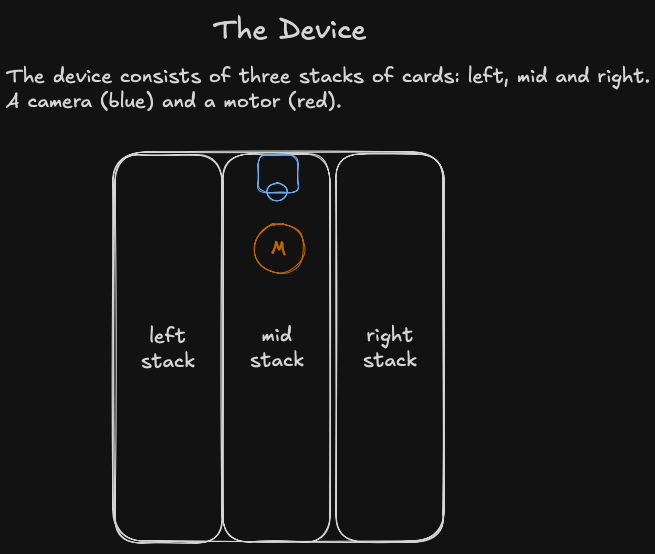 The Device
The device consists of three stacks of cards: left, mid and right.
A camera (blue) and a motor (red).
M
left
stack
mid
stack
right
stack